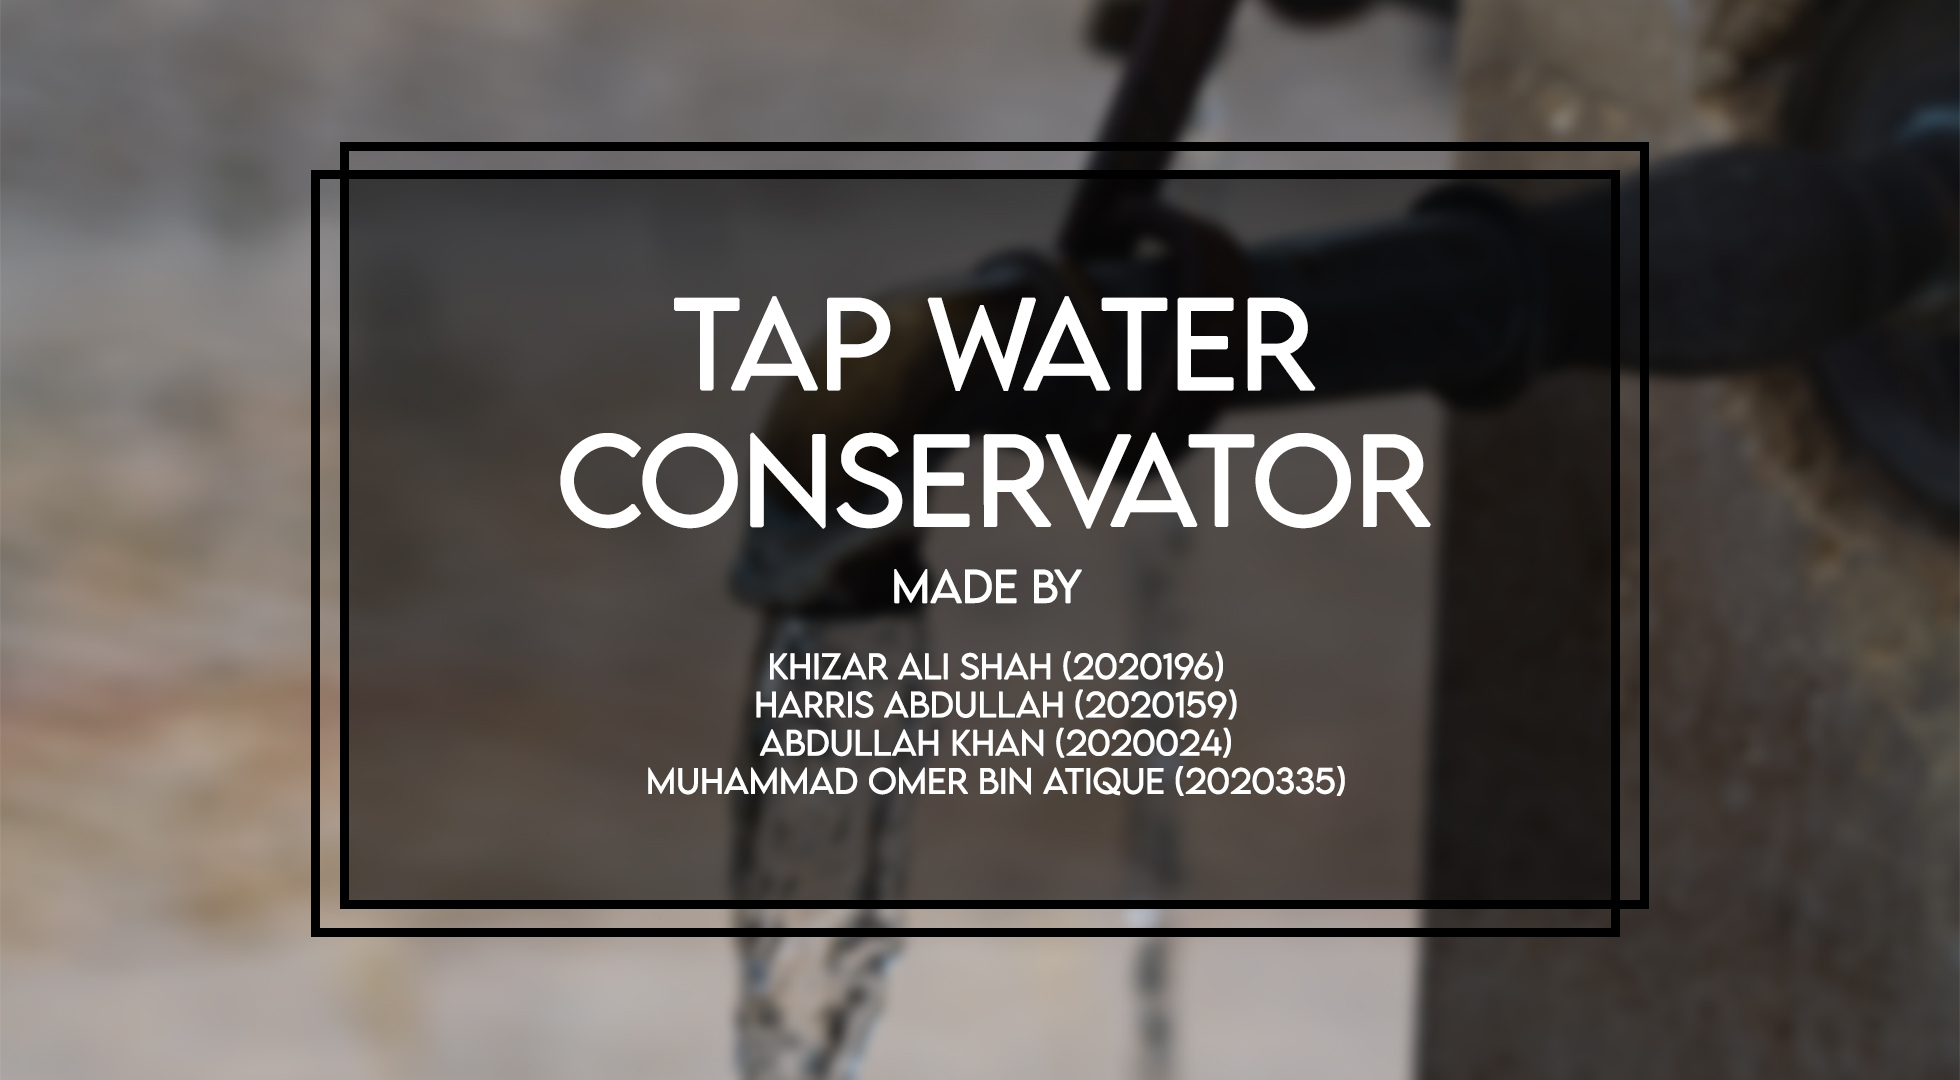 TAP WATER
CONSERVATOR
MADE BY
KHIZAR ALI SHAH (2020196)
HARRIS ABDULLAH (2020159)
ABDULLAH KHAN (2020024)
MUHAMMAD OMER BIN ATIQUE (2020335)